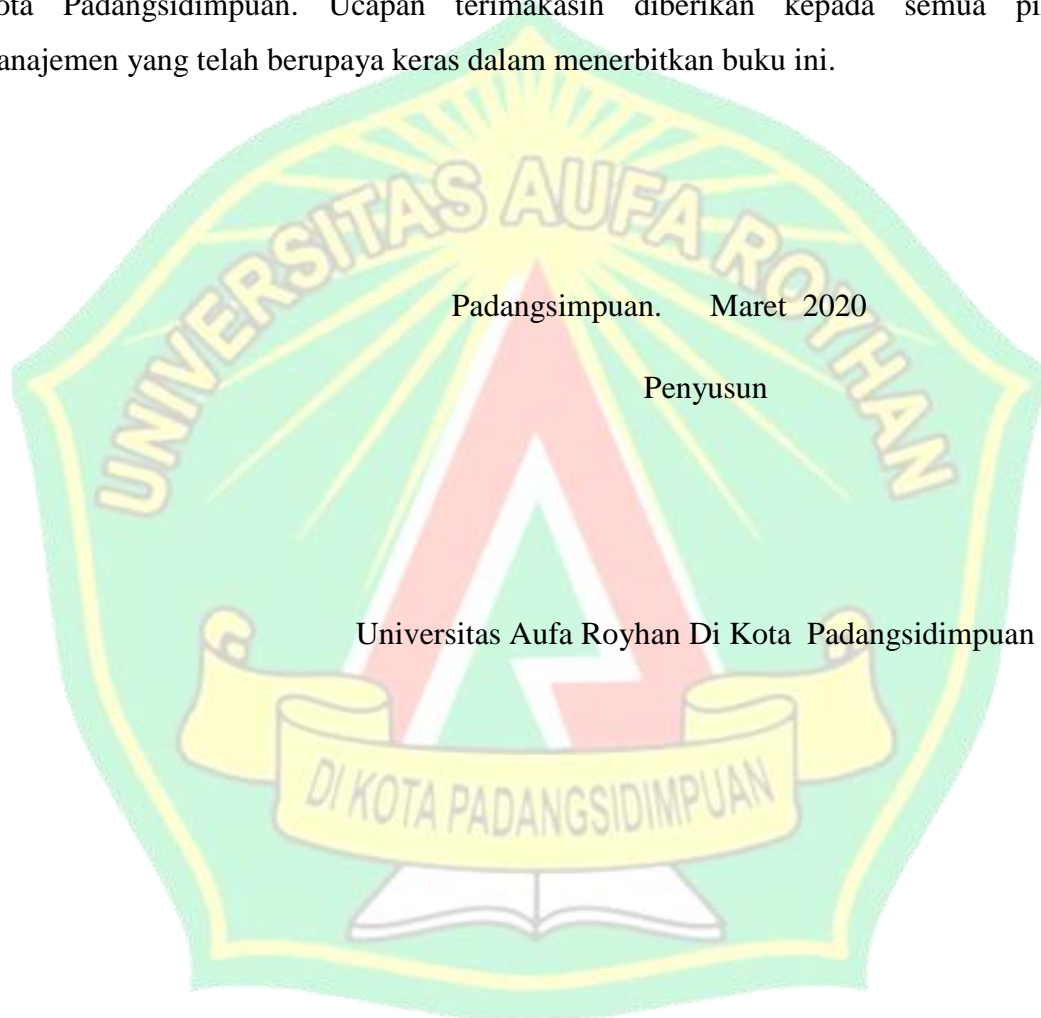 ota Padangsidimpuan. Ucapan terimakasih diberikan kepada semua pi
anajemen yang telah berupaya keras dalam menerbitkan buku ini.
UNIVERSITAS AUFA ROYHAN
Padangsimpuan. Maret 2020
Penyusun
Universitas Aufa Royhan Di Kota Padangsidimpuan
DI KOTA PADANGSIDIMPUAN